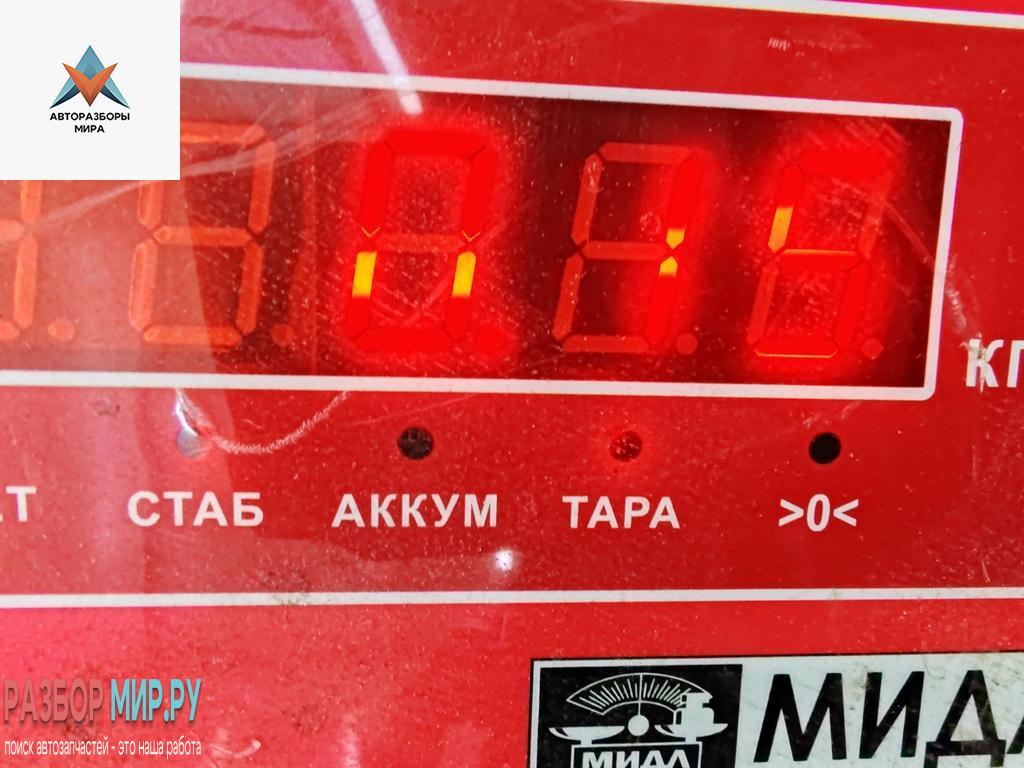 АВТОРАЗБОРЫ
МИРА
СТАБ АККУМ ТАРА >0<
РАЗБОР МИР.РУ
поиск автозапчастей - это наша работа
МИДЛ